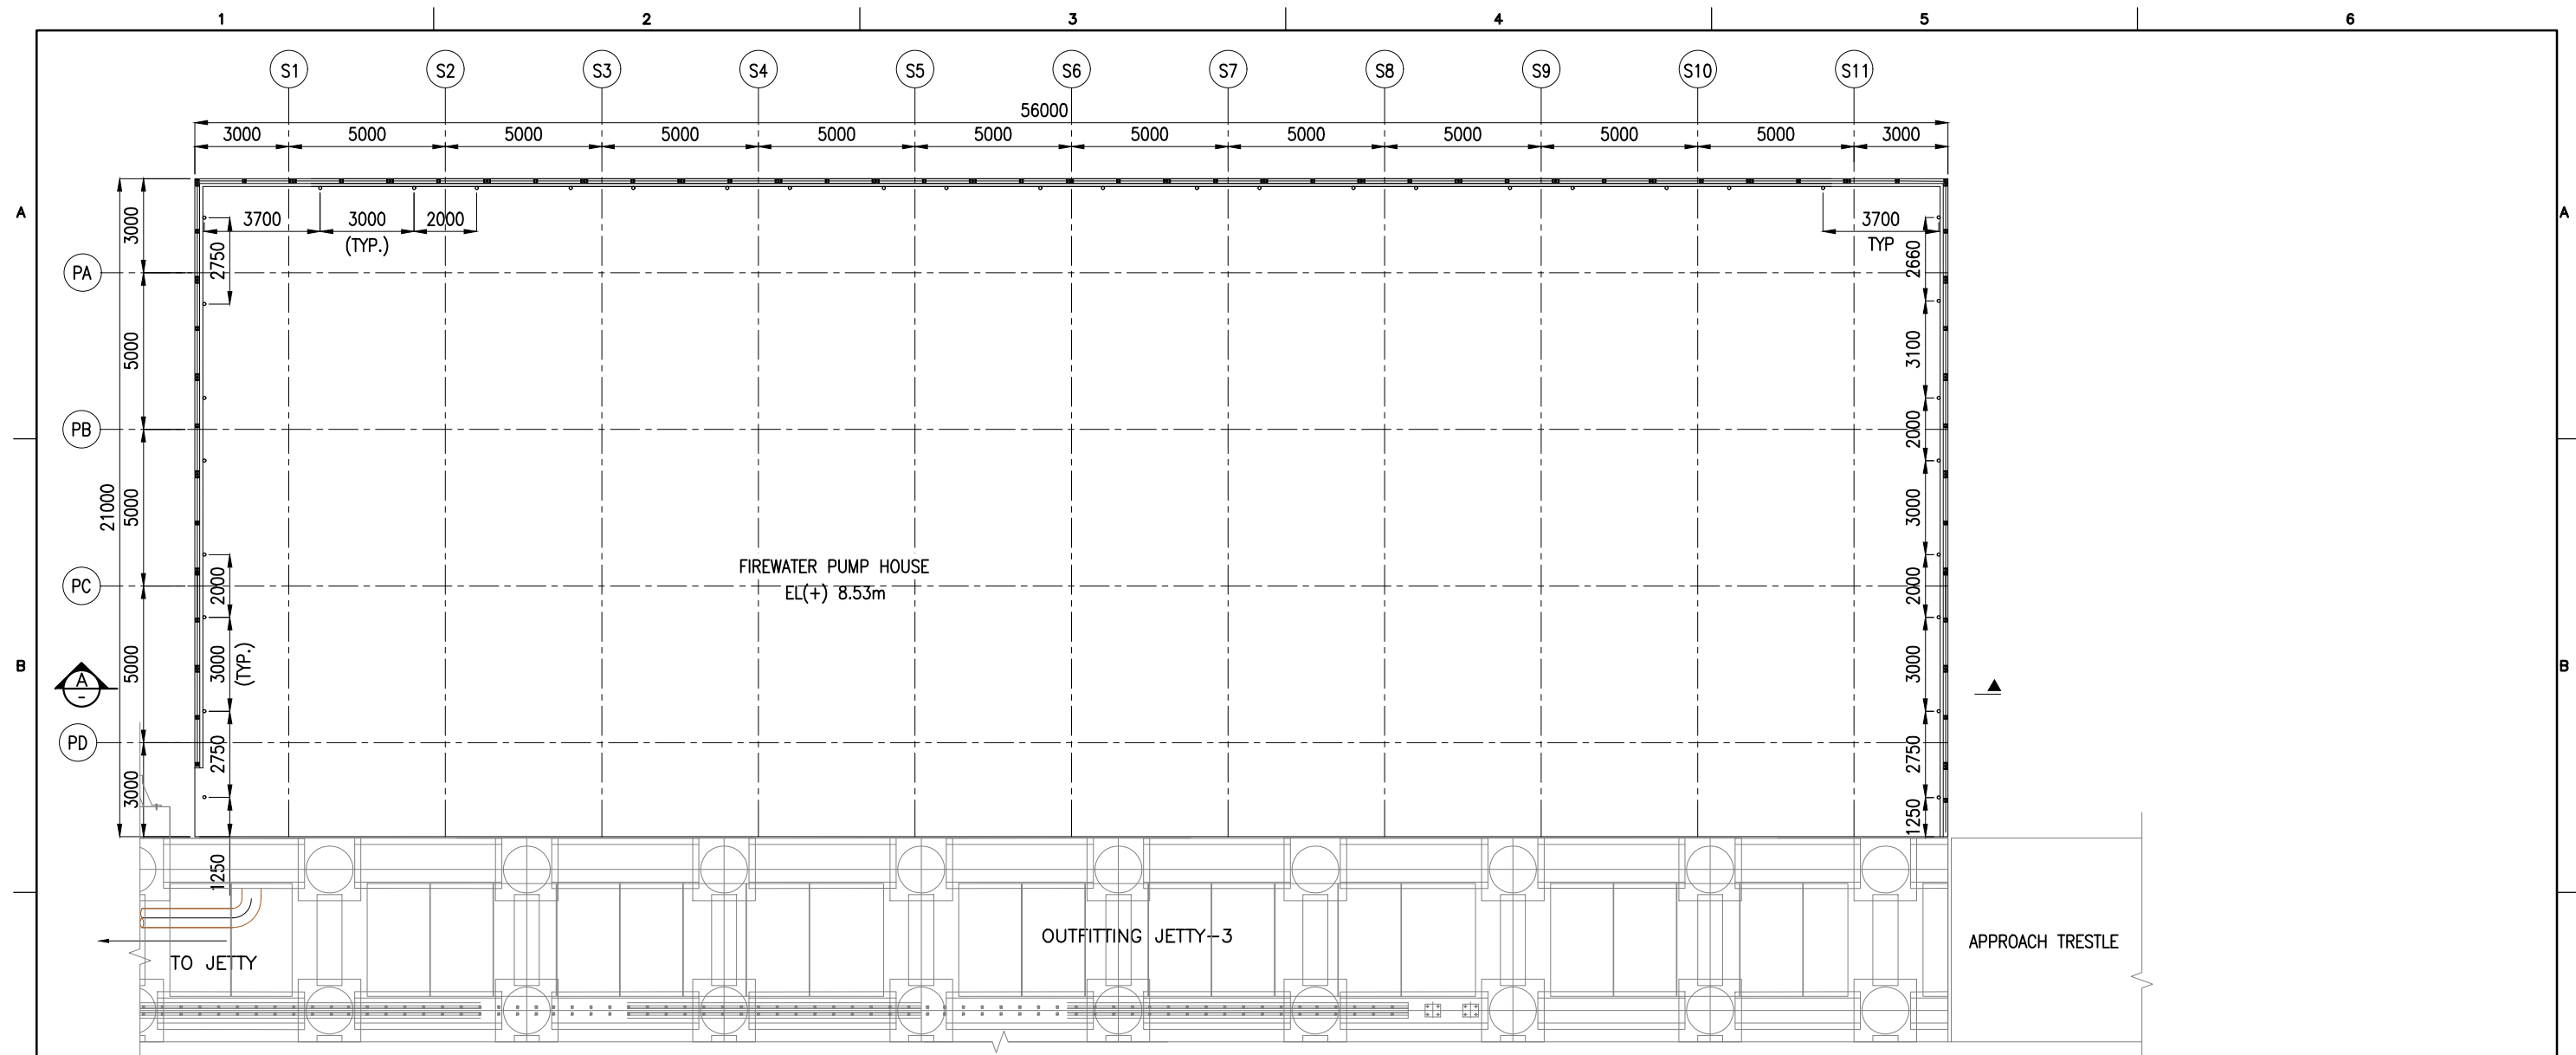 1 2 3 4 5 6
S1 S2 S3 S4 S5 S6 S7 S8 S9 S10 S11
56000
3000 5000 5000 5000 5000 5000 5000 5000 5000 5000 5000 3000
A
A
3700 3000 2000
(TYP.)
3700
TYP
3000
2750
2660
PA
5000
3100
PB
2000
21000
5000
3000
FIREWATER PUMP HOUSE
EL(+) 8.53m
PC
2000
2000
B
B
5000
3000
(TYP.)
3000
A
-
PD
2750
2750
3000
1250
1250
OUTFITTING JETTY-3
APPROACH TRESTLE
TO JETTY